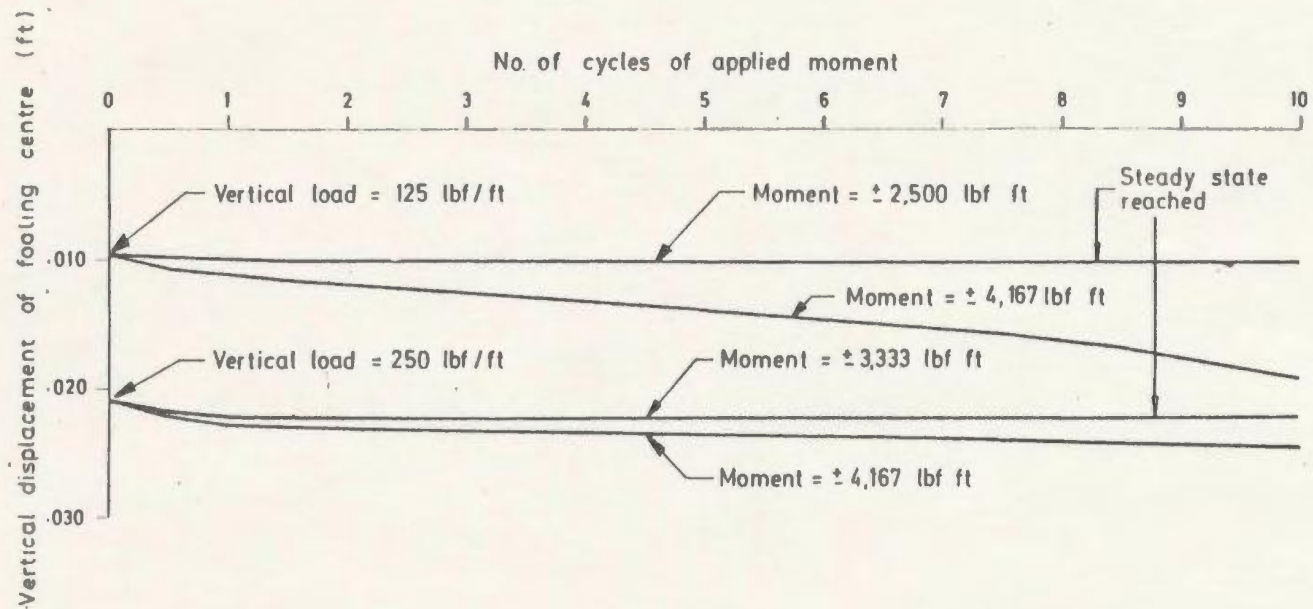 No. of cycles of applied moment
0 1 2 3 4 5 6 7 8 9 10
Vertical displacement of fooling centre (ft)
Vertical load = 125 lbf/ft
Moment = ± 2,500 lbf ft
Steady state
reached
.010
Moment = ± 4,167 lbf ft
Vertical load = 250 lbf/ft
Moment = ±3,333 lbf ft
.020
Moment = ± 4,167 lbf ft
.030